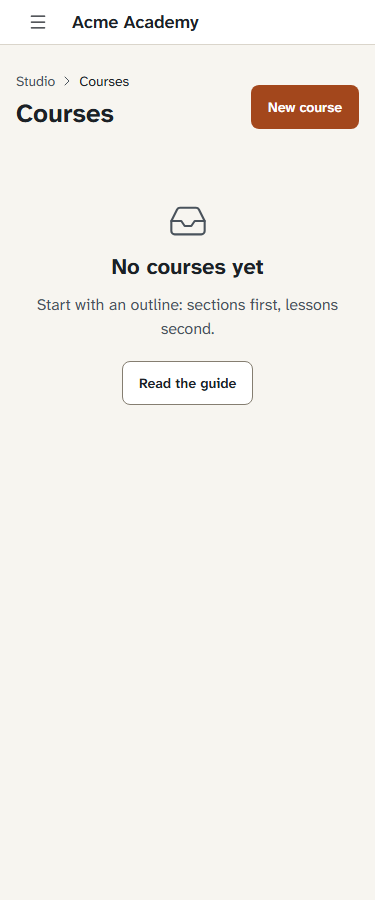 Acme Academy
Studio
Courses
Courses
New course
No courses yet
Start with an outline: sections first, lessons
second.
Read the guide